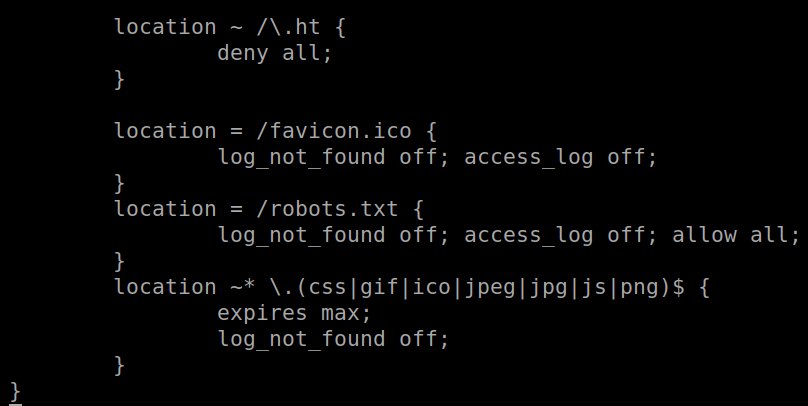 location ~ /\.ht {
deny all;
}
location = /favicon.ico {
log_not_found off; access_log off;
}
location = /robots.txt {
log_not_found off; access_log off; allow all;
}
location ~* \.(css|gif|ico|jpeg|jpg|js|png)$ {
expires max;
log_not_found off;
}
}